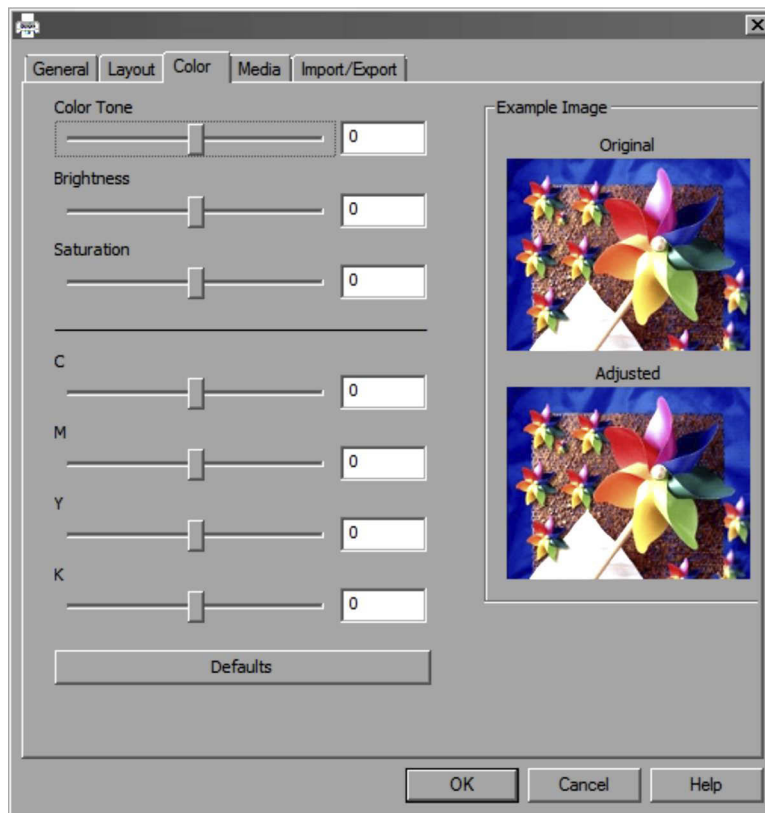 General Layout Color Media Import/Export
Color Tone
0
Brightness
0
Saturation
0
C
0
M
0
Y
0
K
0
Defaults
Example Image
Original
Adjusted
OK Cancel Help